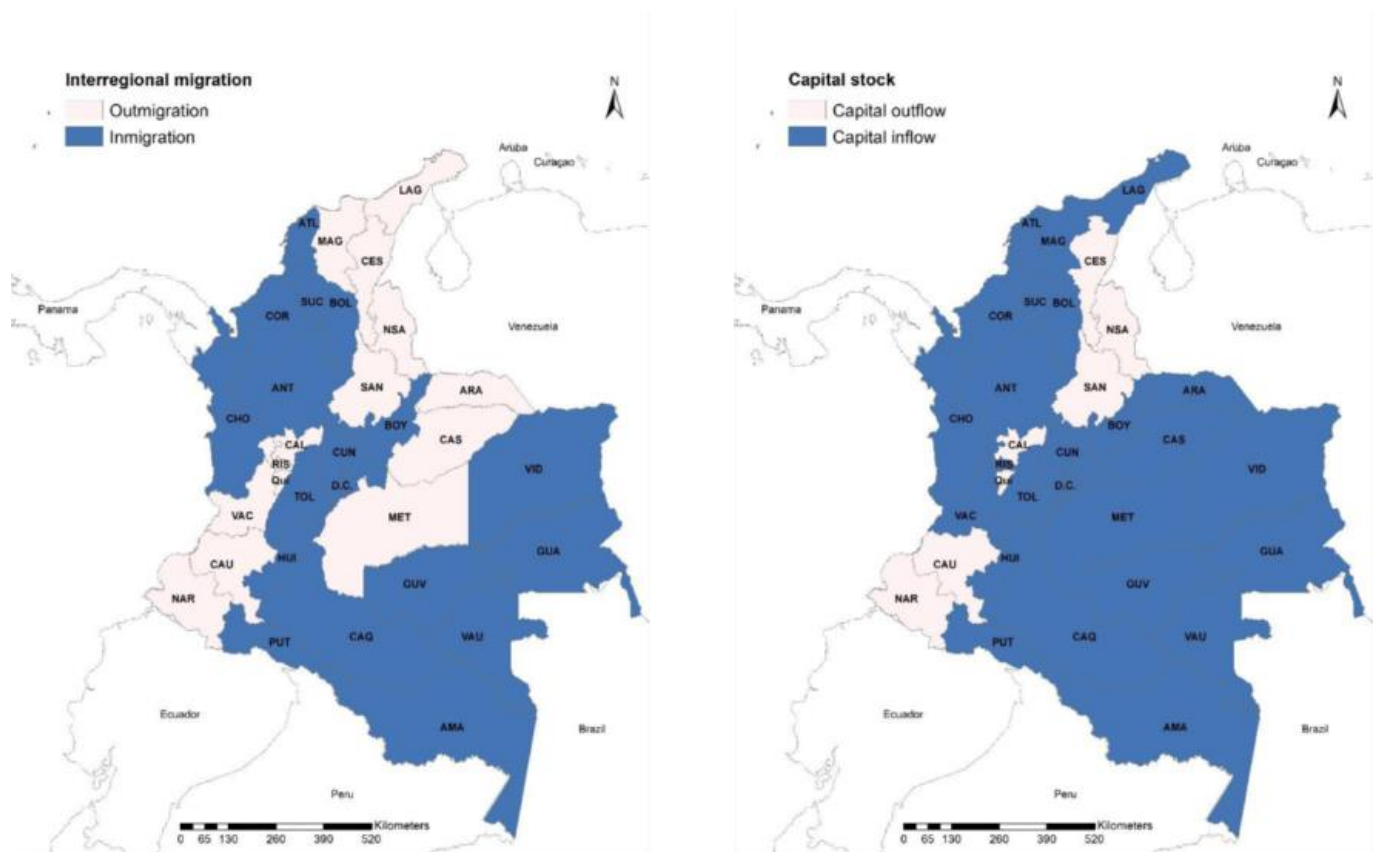 Interregional migration
Outmigration
Inmigration
N
Aruba
Curaçao
LAG
ATL
MAG
CES
SUC BOL
COR
Panama
NSA
Venezuela
ANT
SAN
ARA
CHO
BOY
CAS
CAL
CUN
RIS
VID
QUI
D.C.
TOL
VAC
MET
HUI
GUA
CAU
GUV
NAR
PUT
CAQ
VAU
Ecuador
AMA
Brazil
Peru
Kilometers
0 65 130 260 390 520
Capital stock
Capital outflow
Capital inflow
N
Aruba
Curaçao
LAG
ATL
MAG
CES
SUC BOL
COR
Panama
NSA
Venezuela
ANT
SAN
ARA
CHO
BOY
CAS
CAL
CUN
RIS
VID
QUI
D.C.
TOL
VAC
MET
HUI
GUA
CAU
GUV
NAR
PUT
CAQ
VAU
Ecuador
AMA
Brazil
Peru
Kilometers
0 65 130 260 390 520